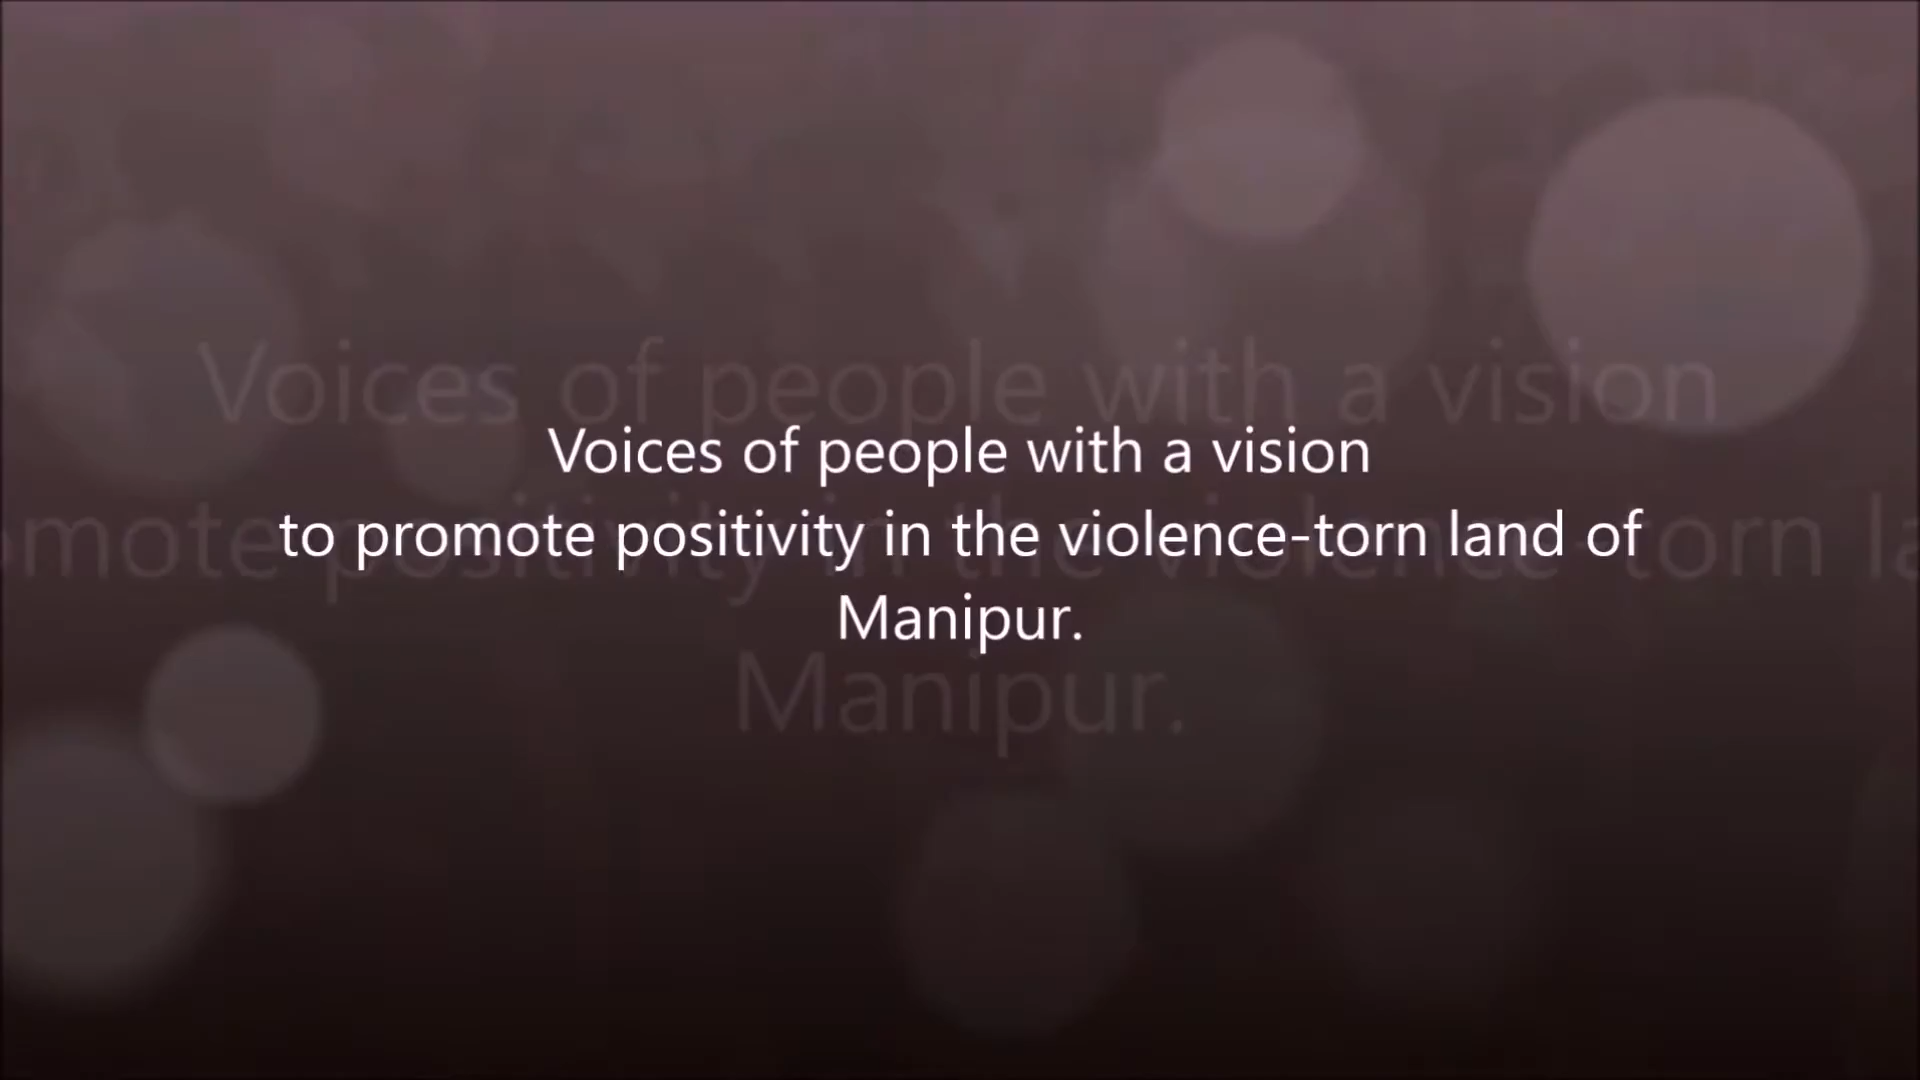 Voices of people with a vision
to promote positivity in the violence-torn land of
Manipur.